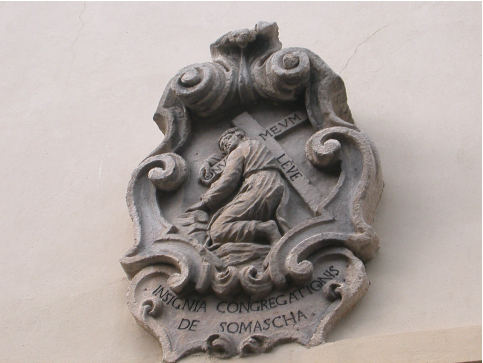 MEVM
LEVE
INSIGNIA CONGREGATIONIS
DE SOMASCHA.